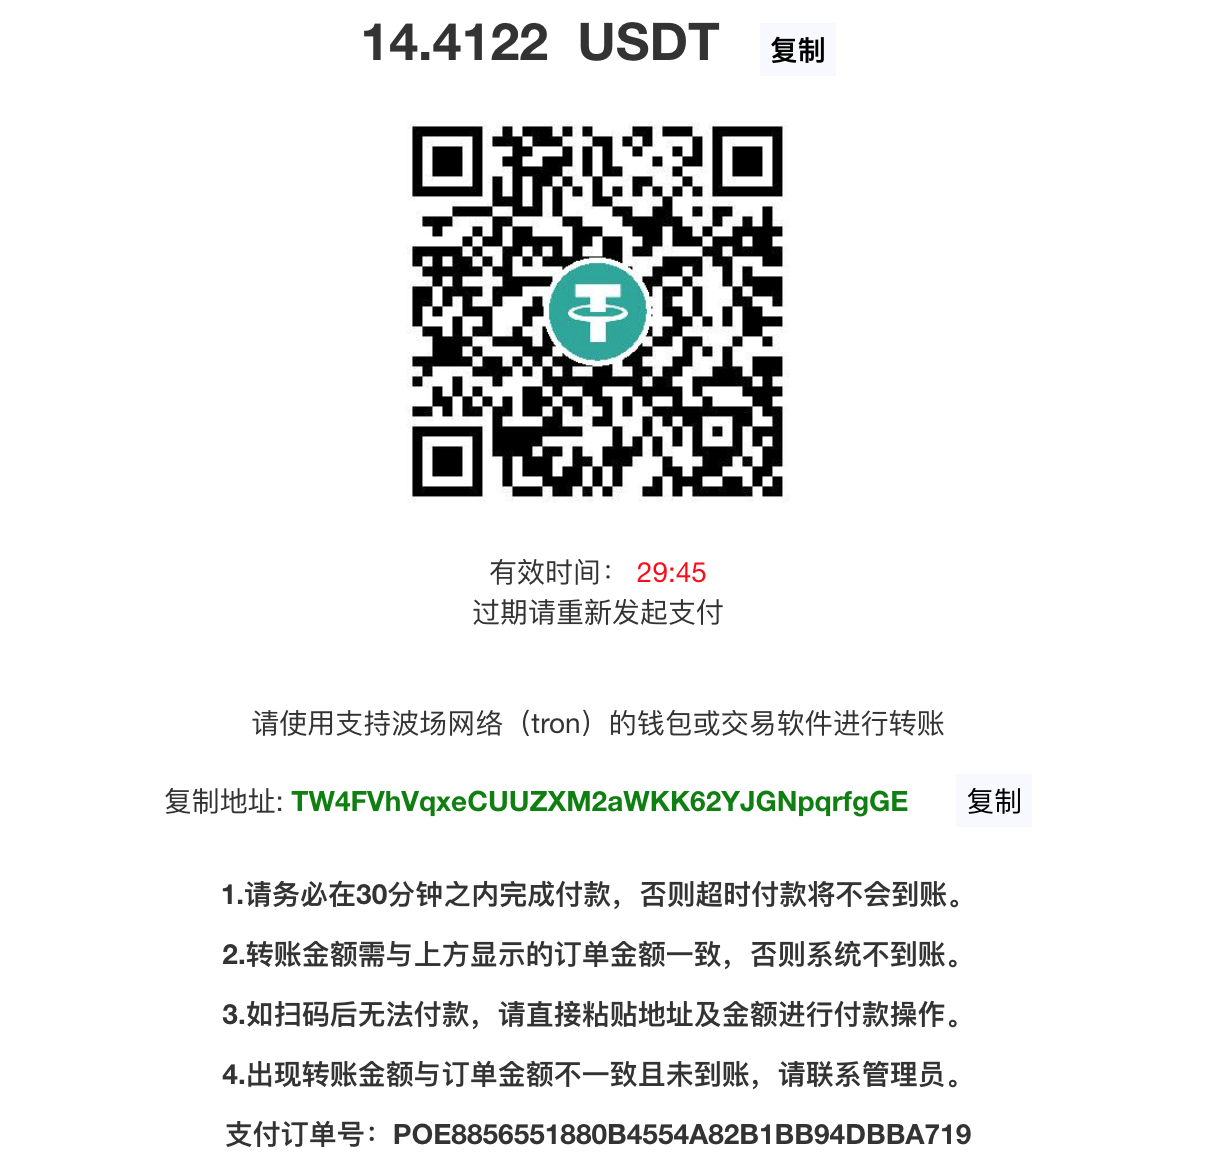 14.4122 USDT 复制
有效时间： 29:45
过期请重新发起支付
请使用支持波场网络（tron）的钱包或交易软件进行转账
复制地址: TW4FVhVqxeCUUZXM2aWKK62YJGNpqrfgGE 复制
1.请务必在30分钟之内完成付款，否则超时付款将不会到账。
2.转账金额需与上方显示的订单金额一致，否则系统不到账。
3.如扫码后无法付款，请直接粘贴地址及金额进行付款操作。
4.出现转账金额与订单金额不一致且未到账，请联系管理员。
支付订单号：POE8856551880B4554A82B1BB94DBBA719